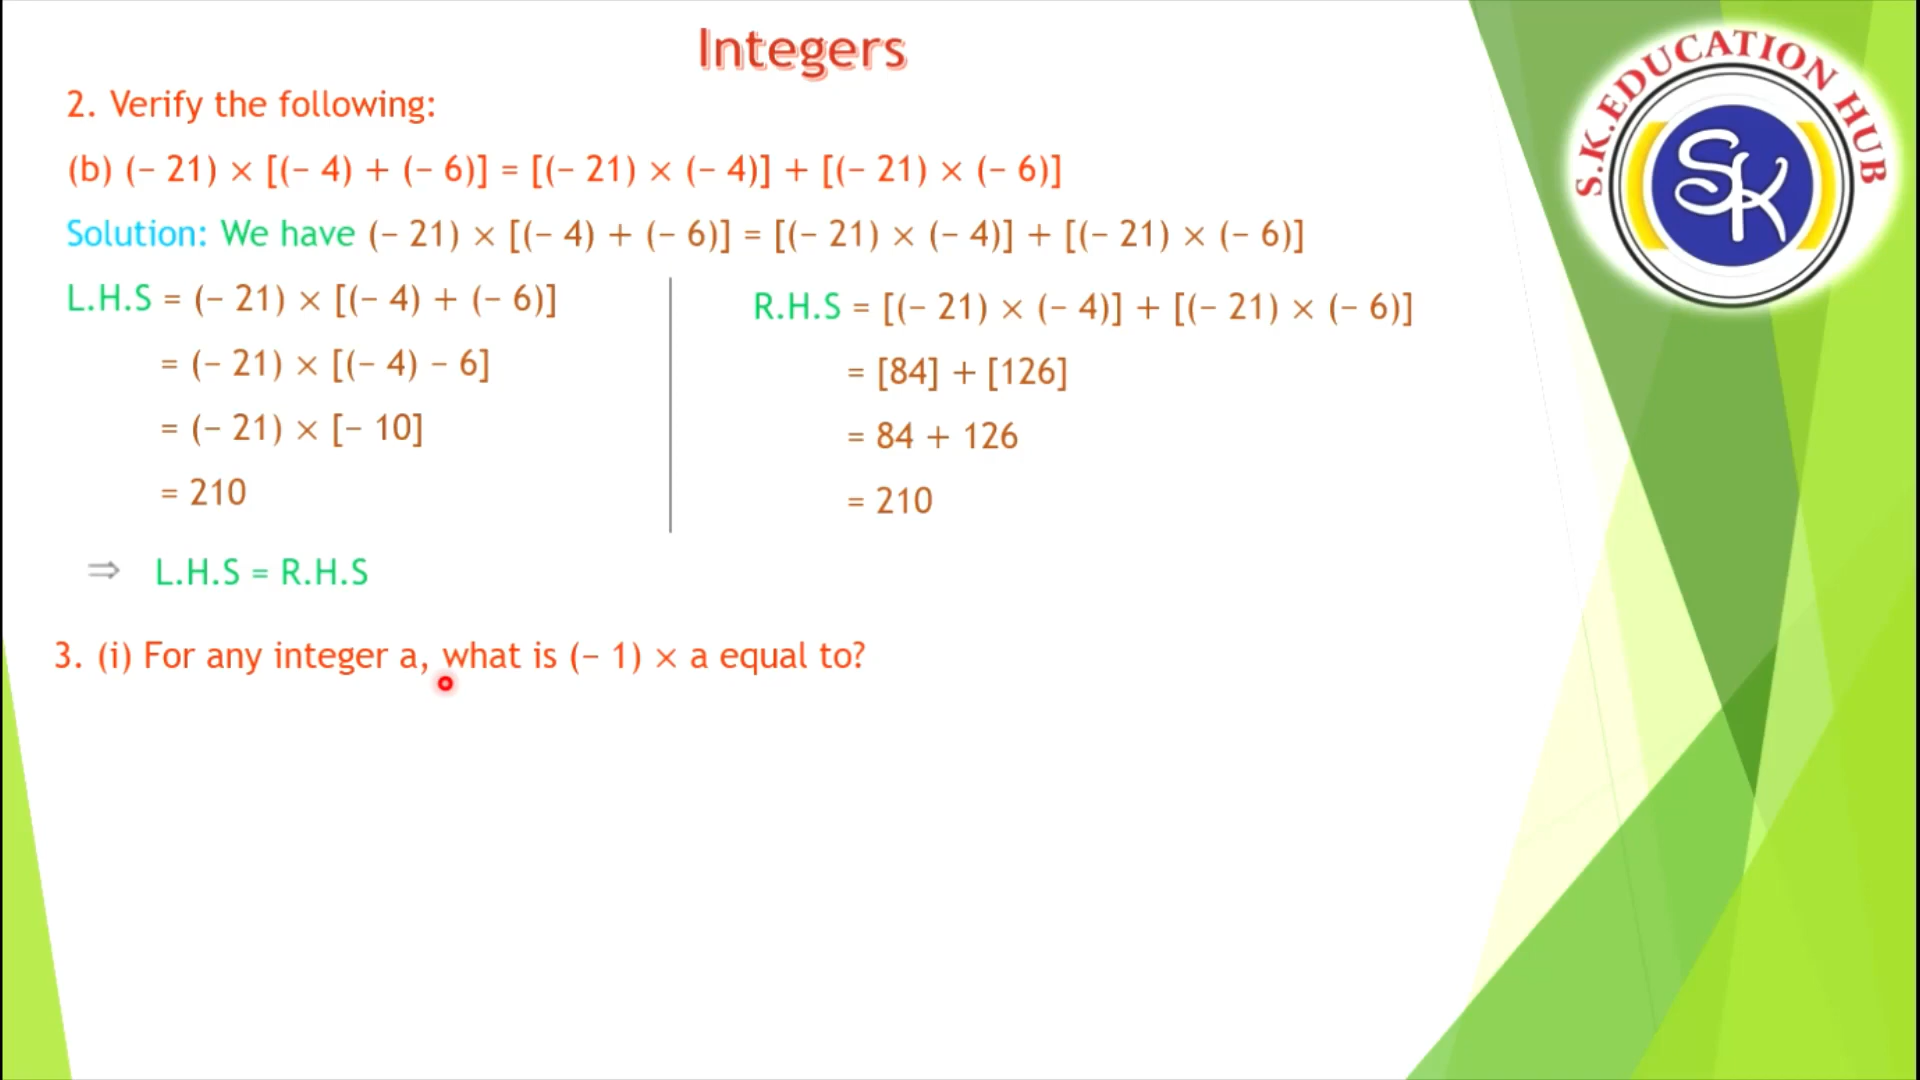 Integers
2. Verify the following:
(b) (− 21) × [(− 4) + (− 6)] = [(− 21) × (− 4)] + [(− 21) × (− 6)]
Solution: We have (− 21) × [(− 4) + (− 6)] = [(− 21) × (− 4)] + [(− 21) × (− 6)]
L.H.S = (− 21) × [(− 4) + (− 6)]
= (− 21) × [(− 4) − 6]
= (− 21) × [− 10]
= 210
R.H.S = [(− 21) × (− 4)] + [(− 21) × (− 6)]
= [84] + [126]
= 84 + 126
= 210
⇒ L.H.S = R.H.S
3. (i) For any integer a, what is (− 1) × a equal to?
S.K.EDUCATION HUB
SK